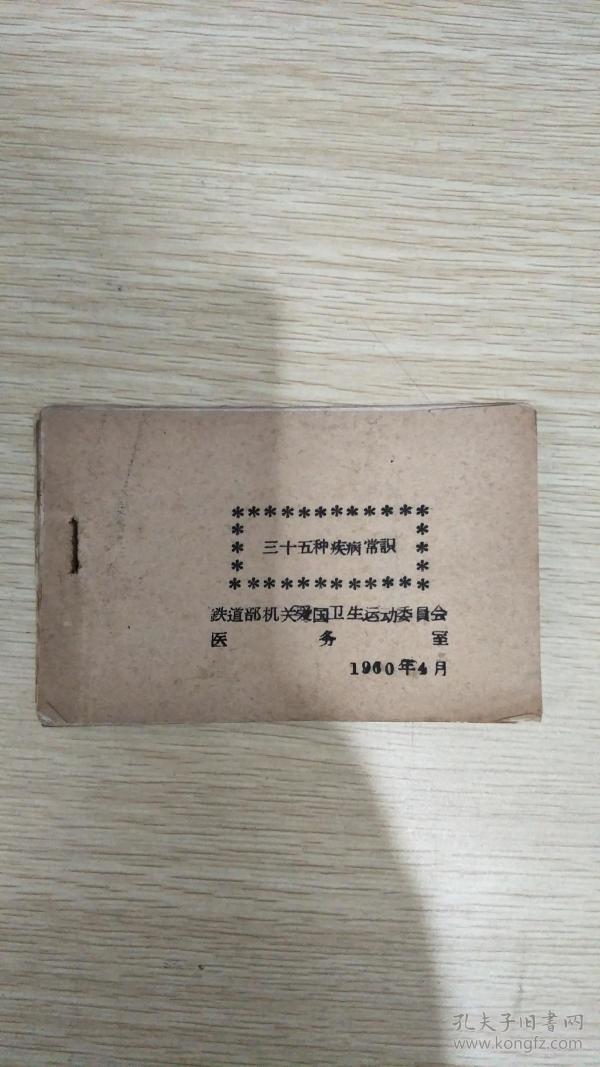 ************
* 三十五种疾病常識 *
************
鉄道部机关爱国卫生运动委員会
医 务 室
1960年4月
孔夫子旧書网
www.kongfz.com